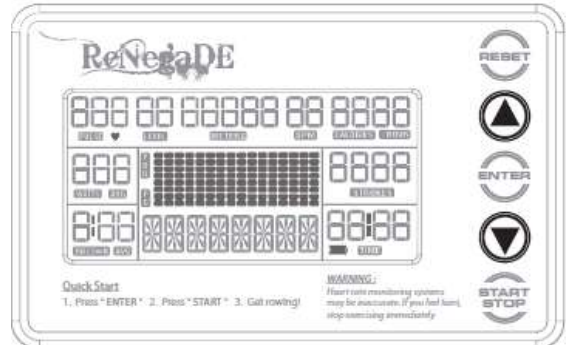 ReNegaDE
RESET
PULSE LEVEL METERS SPM CALORIES
WATTS AVG
STROKES
ENTER
AVG TIME
Quick Start
1. Press "ENTER" 2. Press "START" 3. Get rowing!
WARNING:
Heart rate monitoring systems
may be inaccurate. If you feel faint,
stop exercising immediately
START
STOP